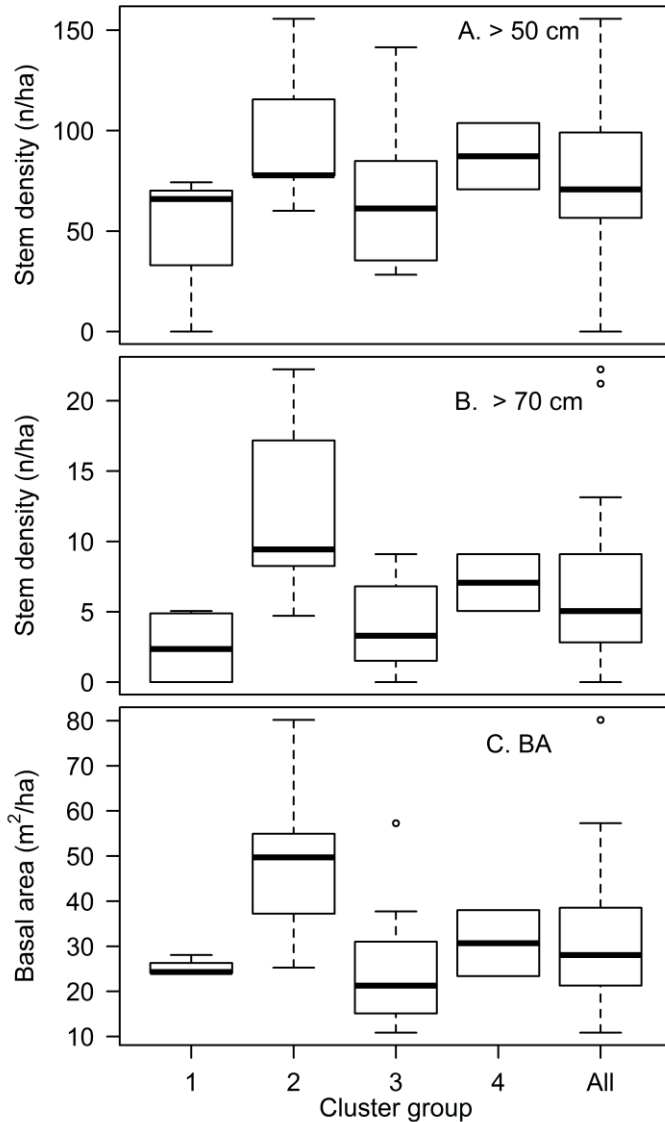 A. > 50 cm
Stem density (n/ha)
150
100
50
0
B. > 70 cm
Stem density (n/ha)
20
15
10
5
0
C. BA
Basal area (m²/ha)
80
70
60
50
40
30
20
10
1 2 3 4 All
Cluster group